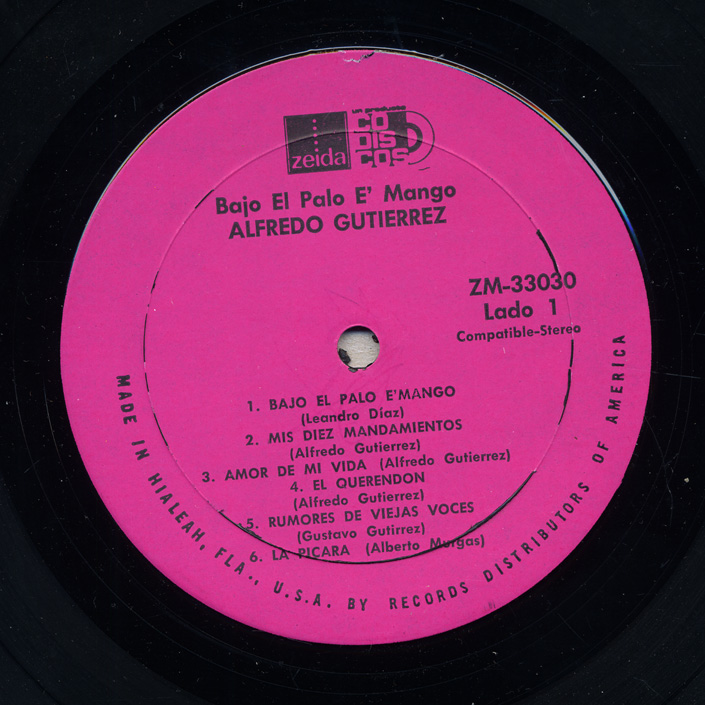 un producto
zeida
CO
DIS
COS
Bajo El Palo E' Mango
ALFREDO GUTIERREZ
ZM-33030
Lado 1
Compatible-Stereo
1. BAJO EL PALO E'MANGO
(Leandro Díaz)
2. MIS DIEZ MANDAMIENTOS
(Alfredo Gutierrez)
3. AMOR DE MI VIDA (Alfredo Gutierrez)
4. EL QUERENDON
(Alfredo Gutierrez)
5. RUMORES DE VIEJAS VOCES
(Gustavo Gutirrez)
6. LA PICARA (Alberto Murgas)
MADE IN HIALEAH, FLA., U.S.A. BY RECORDS DISTRIBUTORS OF AMERICA